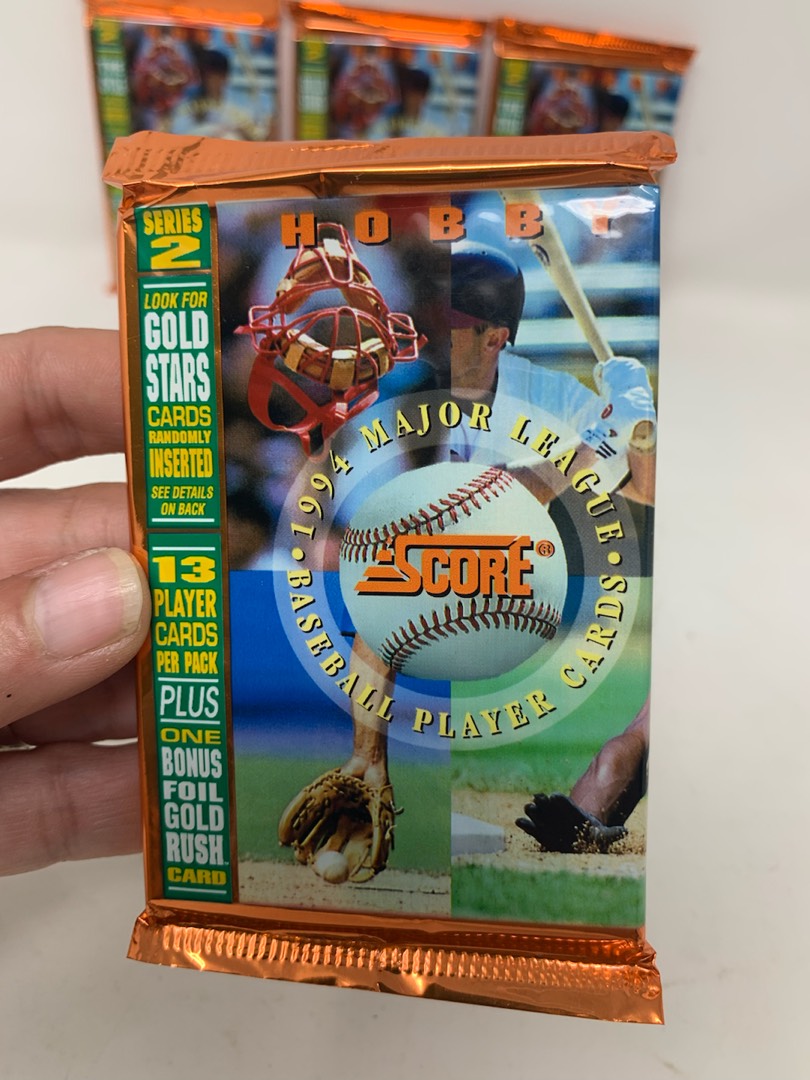 HOBBY
SERIES
2
LOOK FOR
GOLD
STARS
CARDS
RANDOMLY
INSERTED
SEE DETAILS
ON BACK
13
PLAYER
CARDS
PER PACK
PLUS
ONE
BONUS
FOIL
GOLD
RUSH™
CARD
• 1994 MAJOR LEAGUE •
SCORE®
BASEBALL PLAYER CARDS